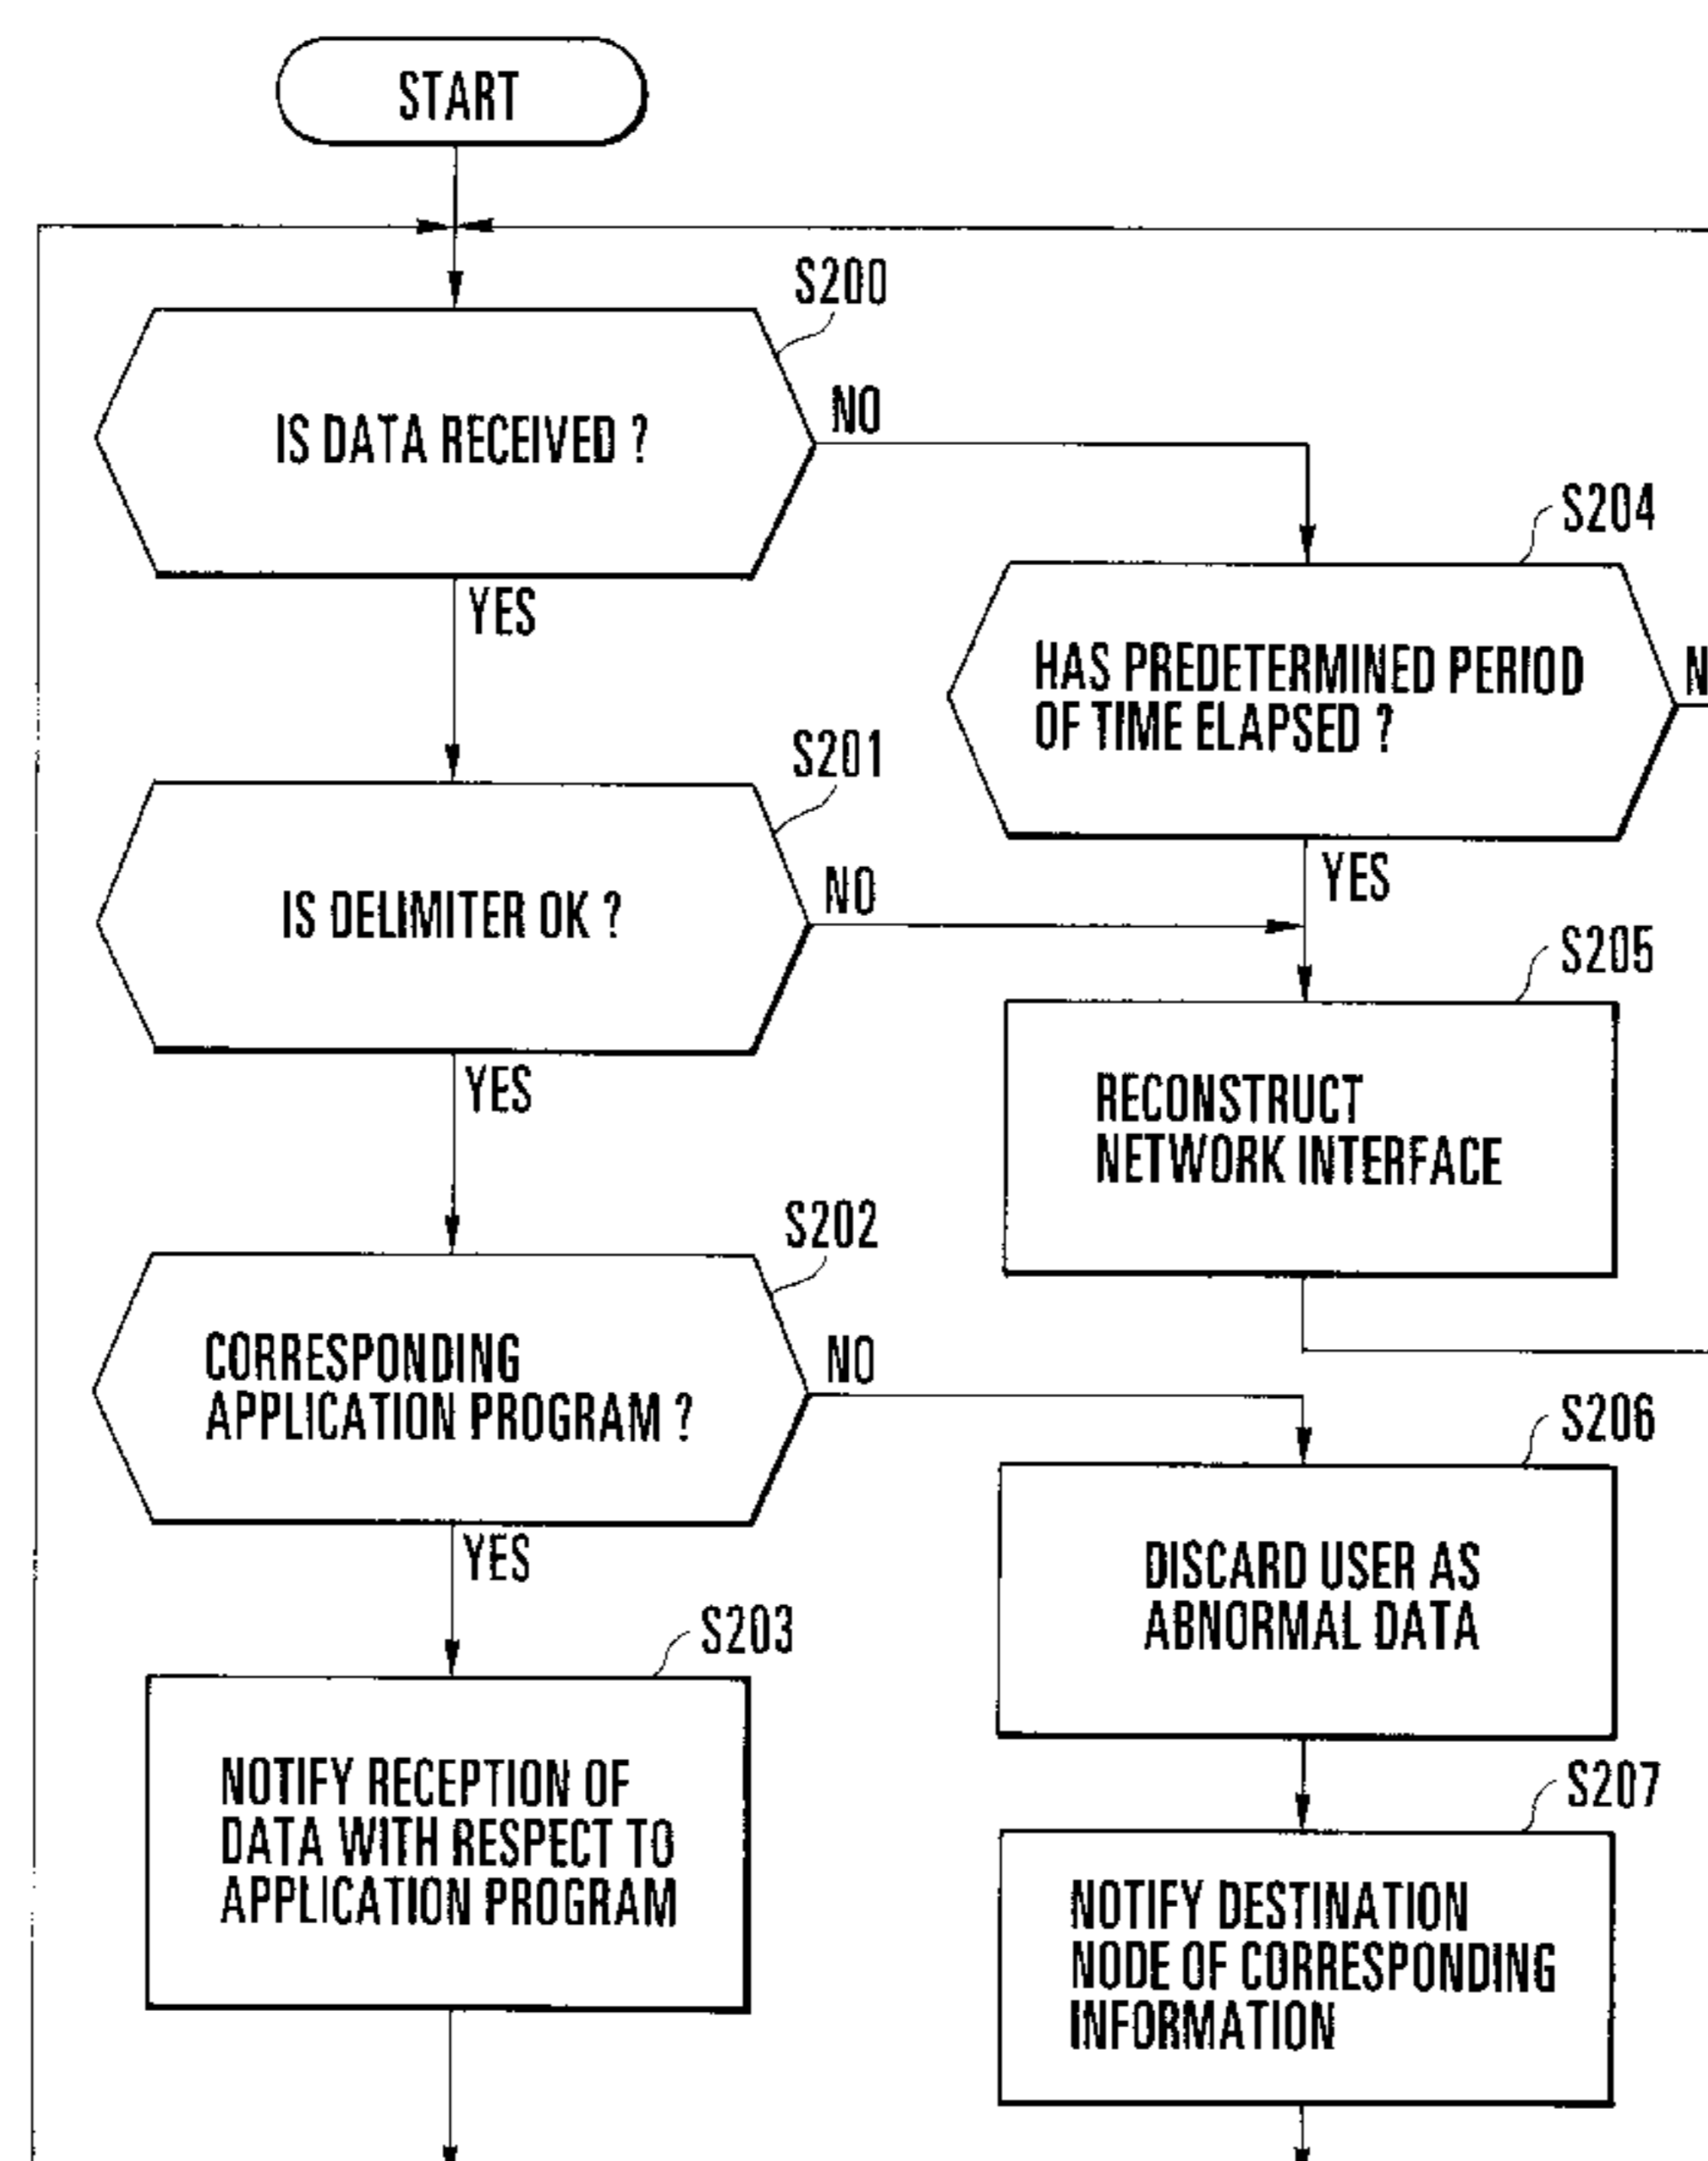 START
S200
IS DATA RECEIVED ?
NO
YES
S204
HAS PREDETERMINED PERIOD
OF TIME ELAPSED ?
YES
S201
IS DELIMITER OK ?
NO
YES
S205
RECONSTRUCT
NETWORK INTERFACE
S202
CORRESPONDING
APPLICATION PROGRAM ?
NO
YES
S206
DISCARD USER AS
ABNORMAL DATA
S203
NOTIFY RECEPTION OF
DATA WITH RESPECT TO
APPLICATION PROGRAM
S207
NOTIFY DESTINATION
NODE OF CORRESPONDING
INFORMATION